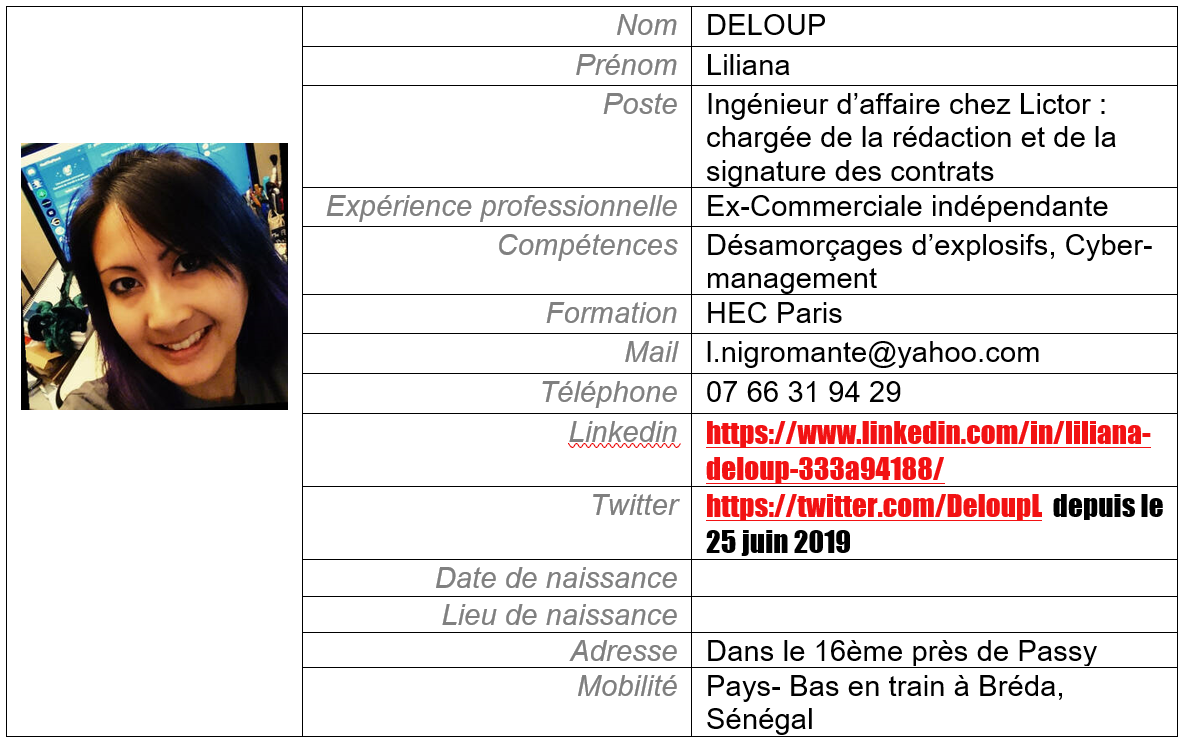 Nom DELOUP
Prénom Liliana
Poste Ingénieur d’affaire chez Lictor :
chargée de la rédaction et de la
signature des contrats
Expérience professionnelle Ex-Commerciale indépendante
Compétences Désamorçages d’explosifs, Cyber-
management
Formation HEC Paris
Mail l.nigromante@yahoo.com
Téléphone 07 66 31 94 29
Linkedin https://www.linkedin.com/in/liliana-
deloup-333a94188/
Twitter https://twitter.com/DeloupL depuis le
25 juin 2019
Date de naissance
Lieu de naissance
Adresse Dans le 16ème près de Passy
Mobilité Pays- Bas en train à Bréda,
Sénégal